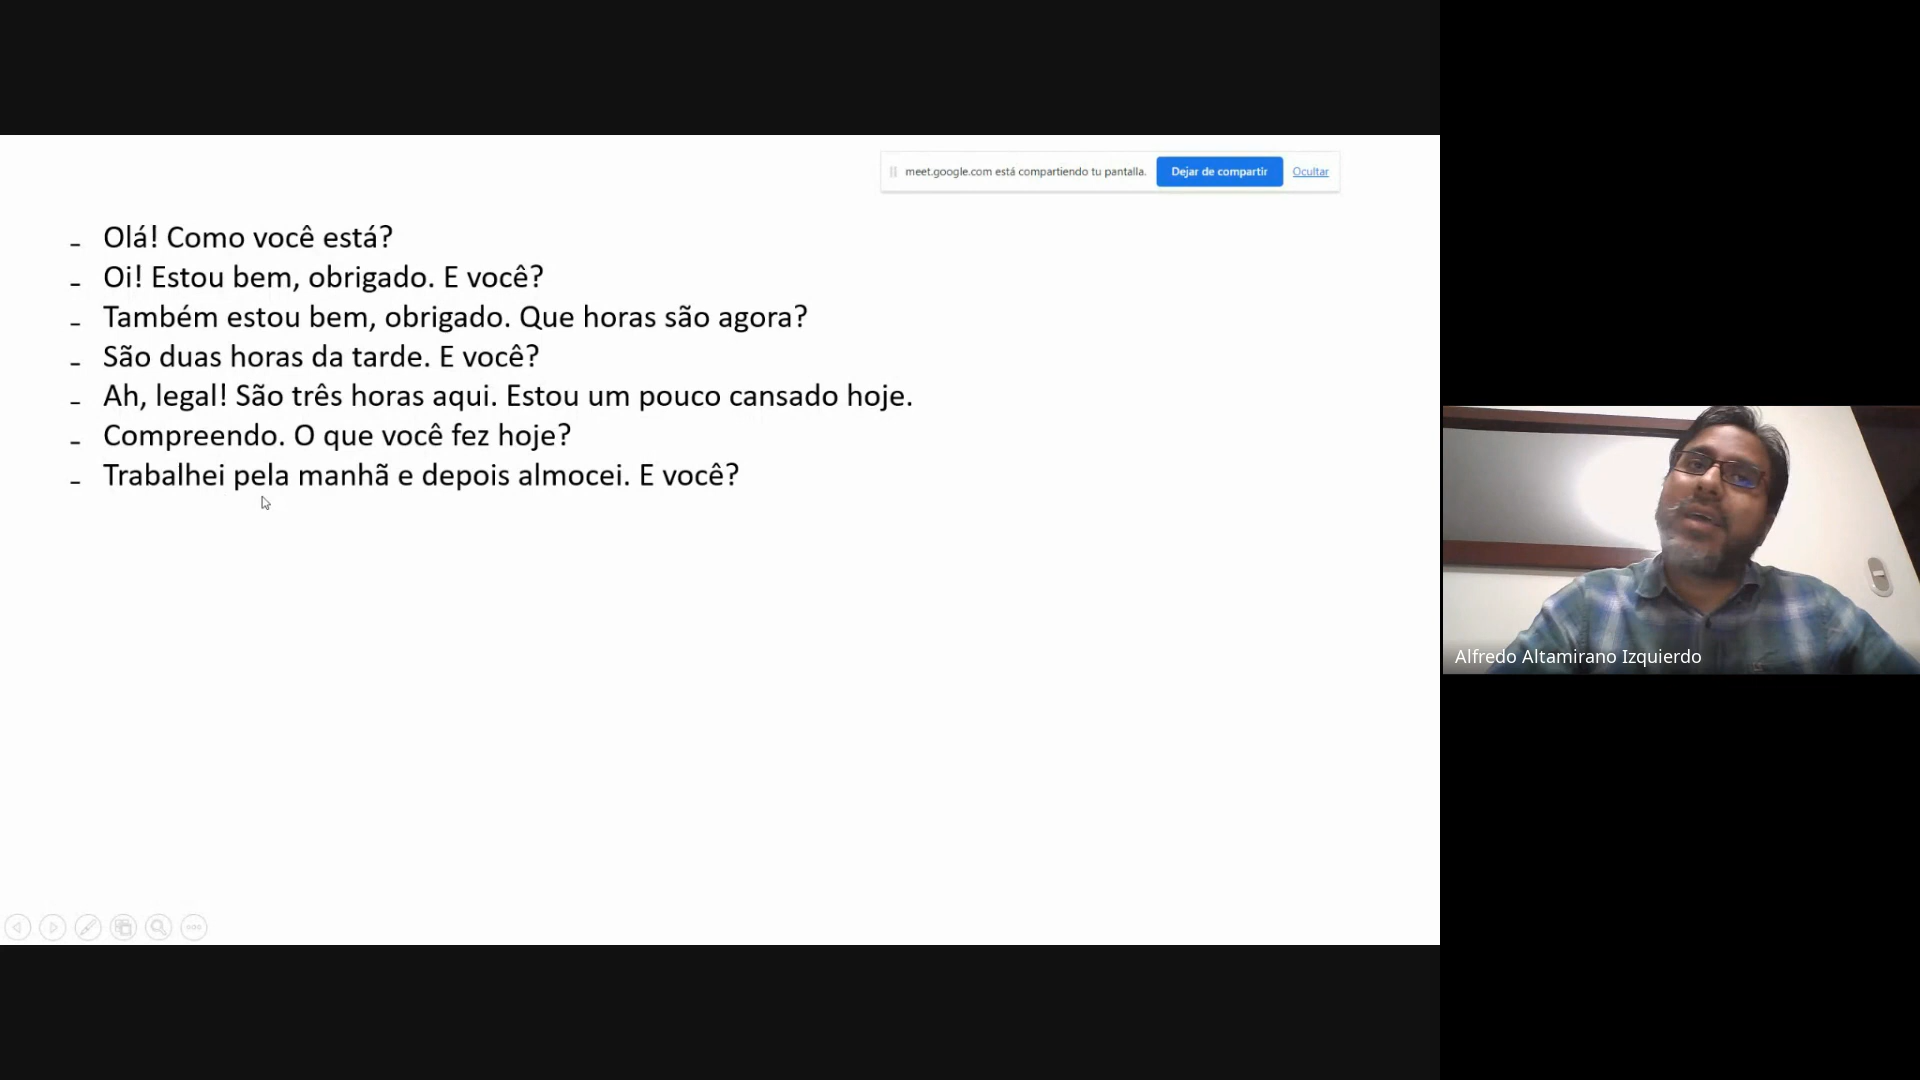 meet.google.com está compartiendo tu pantalla. Dejar de compartir Ocultar
- Olá! Como você está?
- Oi! Estou bem, obrigado. E você?
- Também estou bem, obrigado. Que horas são agora?
- São duas horas da tarde. E você?
- Ah, legal! São três horas aqui. Estou um pouco cansado hoje.
- Compreendo. O que você fez hoje?
- Trabalhei pela manhã e depois almocei. E você?
Alfredo Altamirano Izquierdo